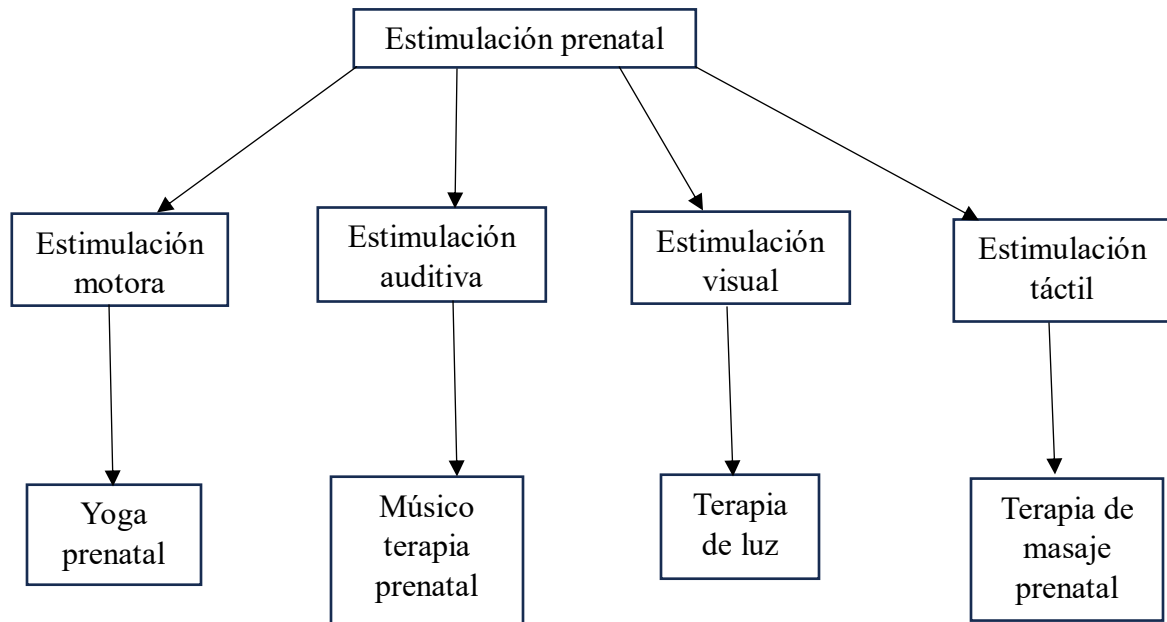 Estimulación prenatal
Estimulación
motora
Estimulación
auditiva
Estimulación
visual
Estimulación
táctil
Yoga
prenatal
Músico
terapia
prenatal
Terapia
de luz
Terapia de
masaje
prenatal